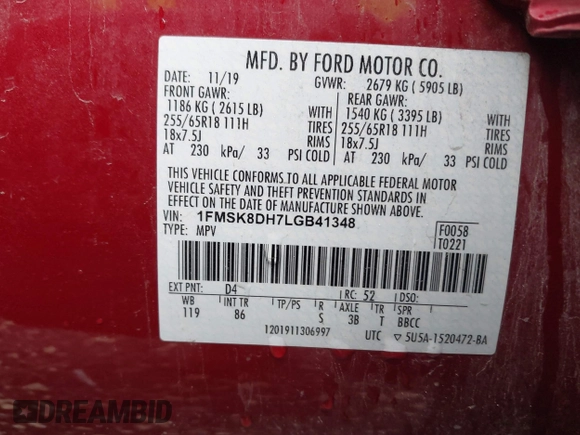 MFD. BY FORD MOTOR CO.
DATE: 11/19 GVWR: 2679 KG ( 5905 LB)
FRONT GAWR: REAR GAWR:
1186 KG ( 2615 LB) WITH 1540 KG ( 3395 LB) WITH
255/65R18 111H TIRES 255/65R18 111H TIRES
18x7.5J RIMS 18x7.5J RIMS
AT 230 kPa/ 33 PSI COLD AT 230 kPa/ 33 PSI COLD
THIS VEHICLE CONFORMS TO ALL APPLICABLE FEDERAL MOTOR
VEHICLE SAFETY AND THEFT PREVENTION STANDARDS IN
EFFECT ON THE DATE OF MANUFACTURE SHOWN ABOVE.
VIN: 1FMSK8DH7LGB41348 F0058
TYPE: MPV T0221
EXT PNT: D4 RC: 52 DSO:
WB INT TR TP/PS R AXLE TR SPR
119 86 S 3B T BBCC
1201911306997 UTC ▽ 5U5A-1520472-BA
DREAMBID